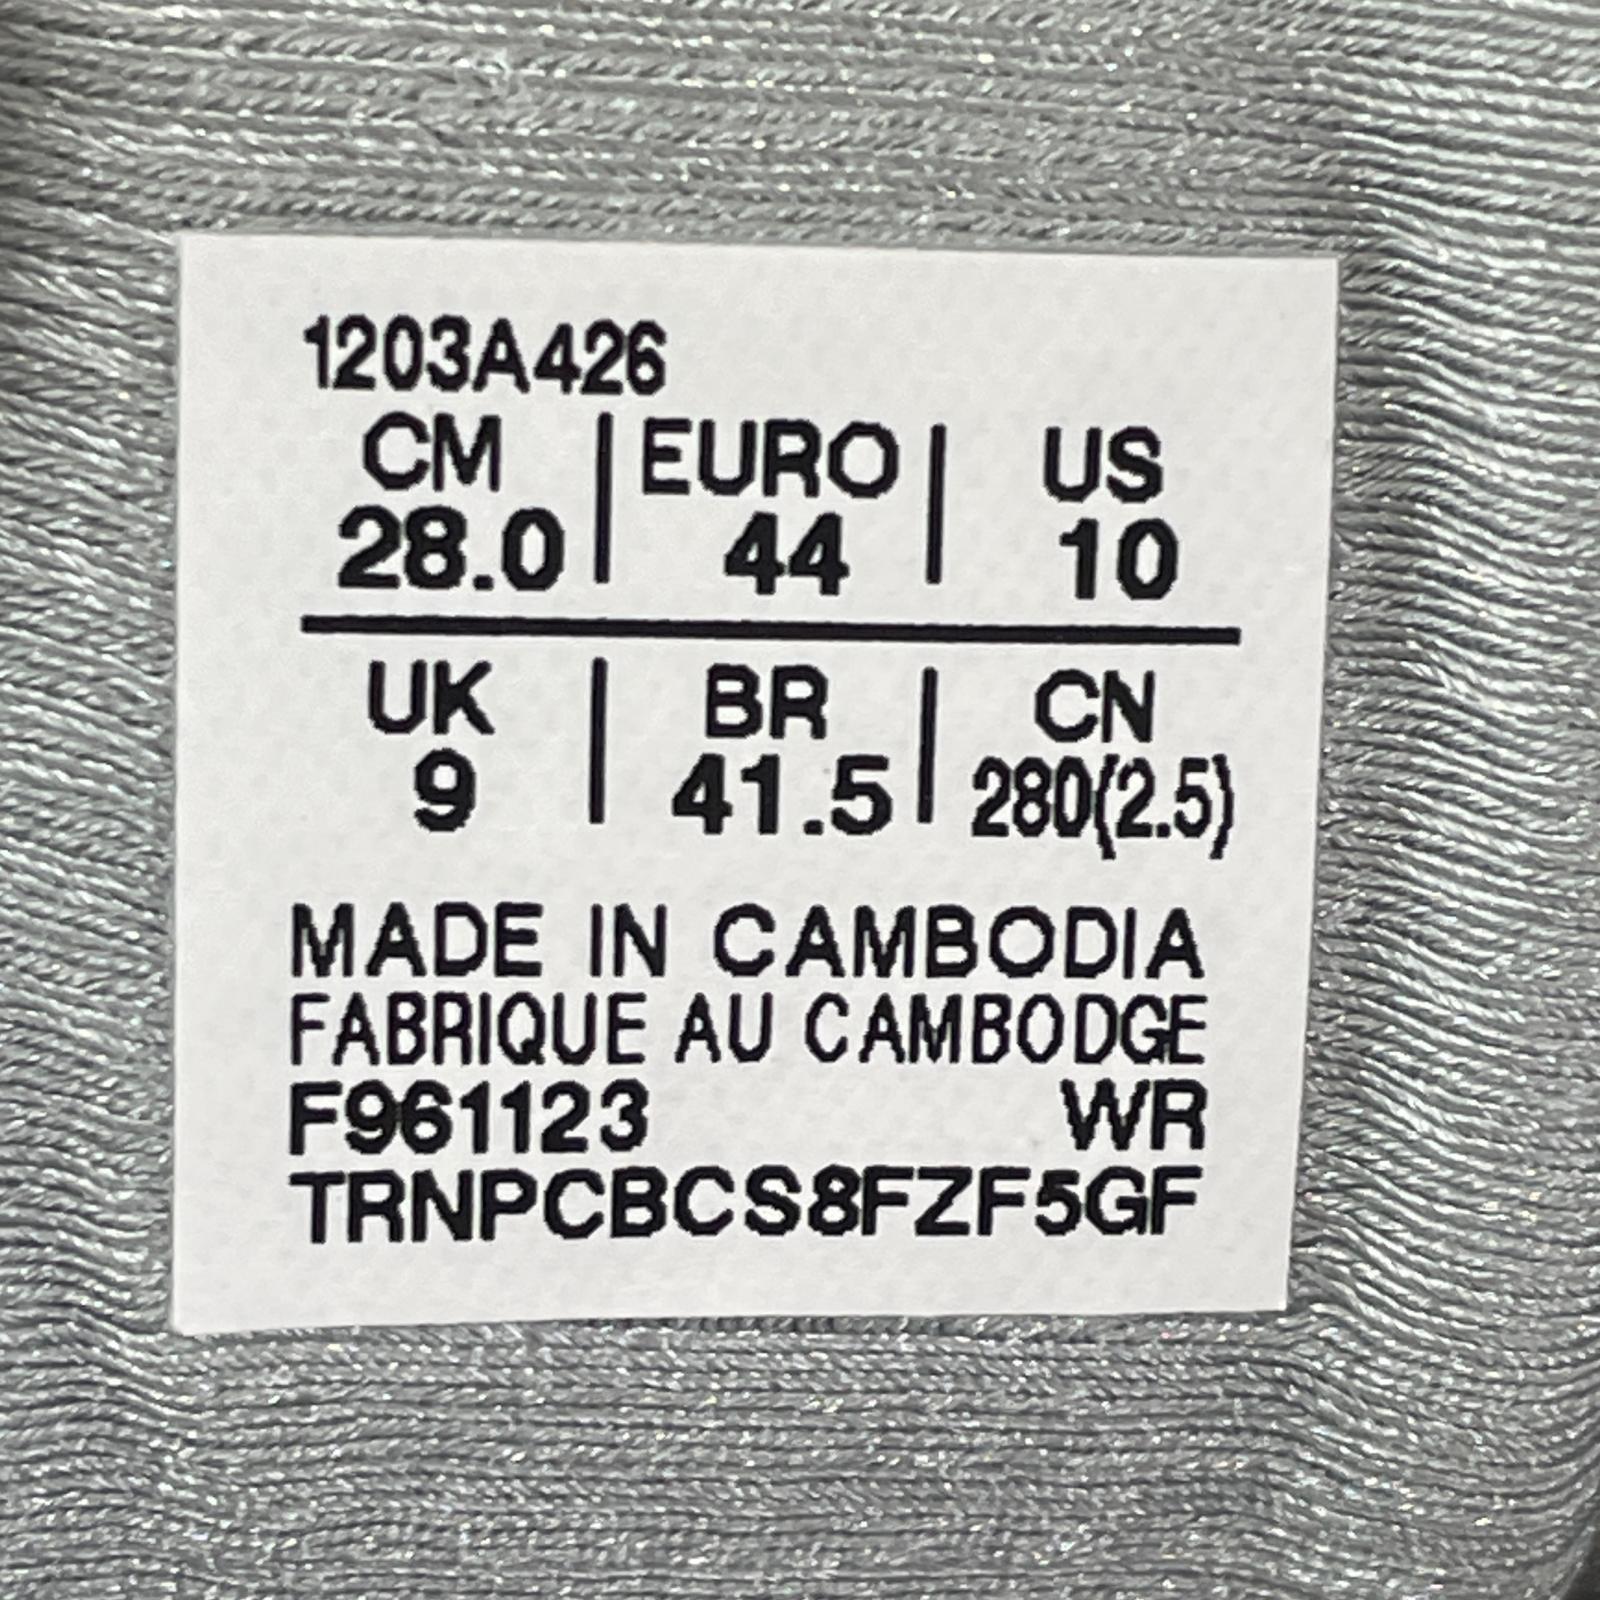 1203A426
CM | EURO | US
28.0 | 44 | 10
UK | BR | CN
9 | 41.5 | 280(2.5)
MADE IN CAMBODIA
FABRIQUE AU CAMBODGE
F961123 WR
TRNPCBCS8FZF5GF